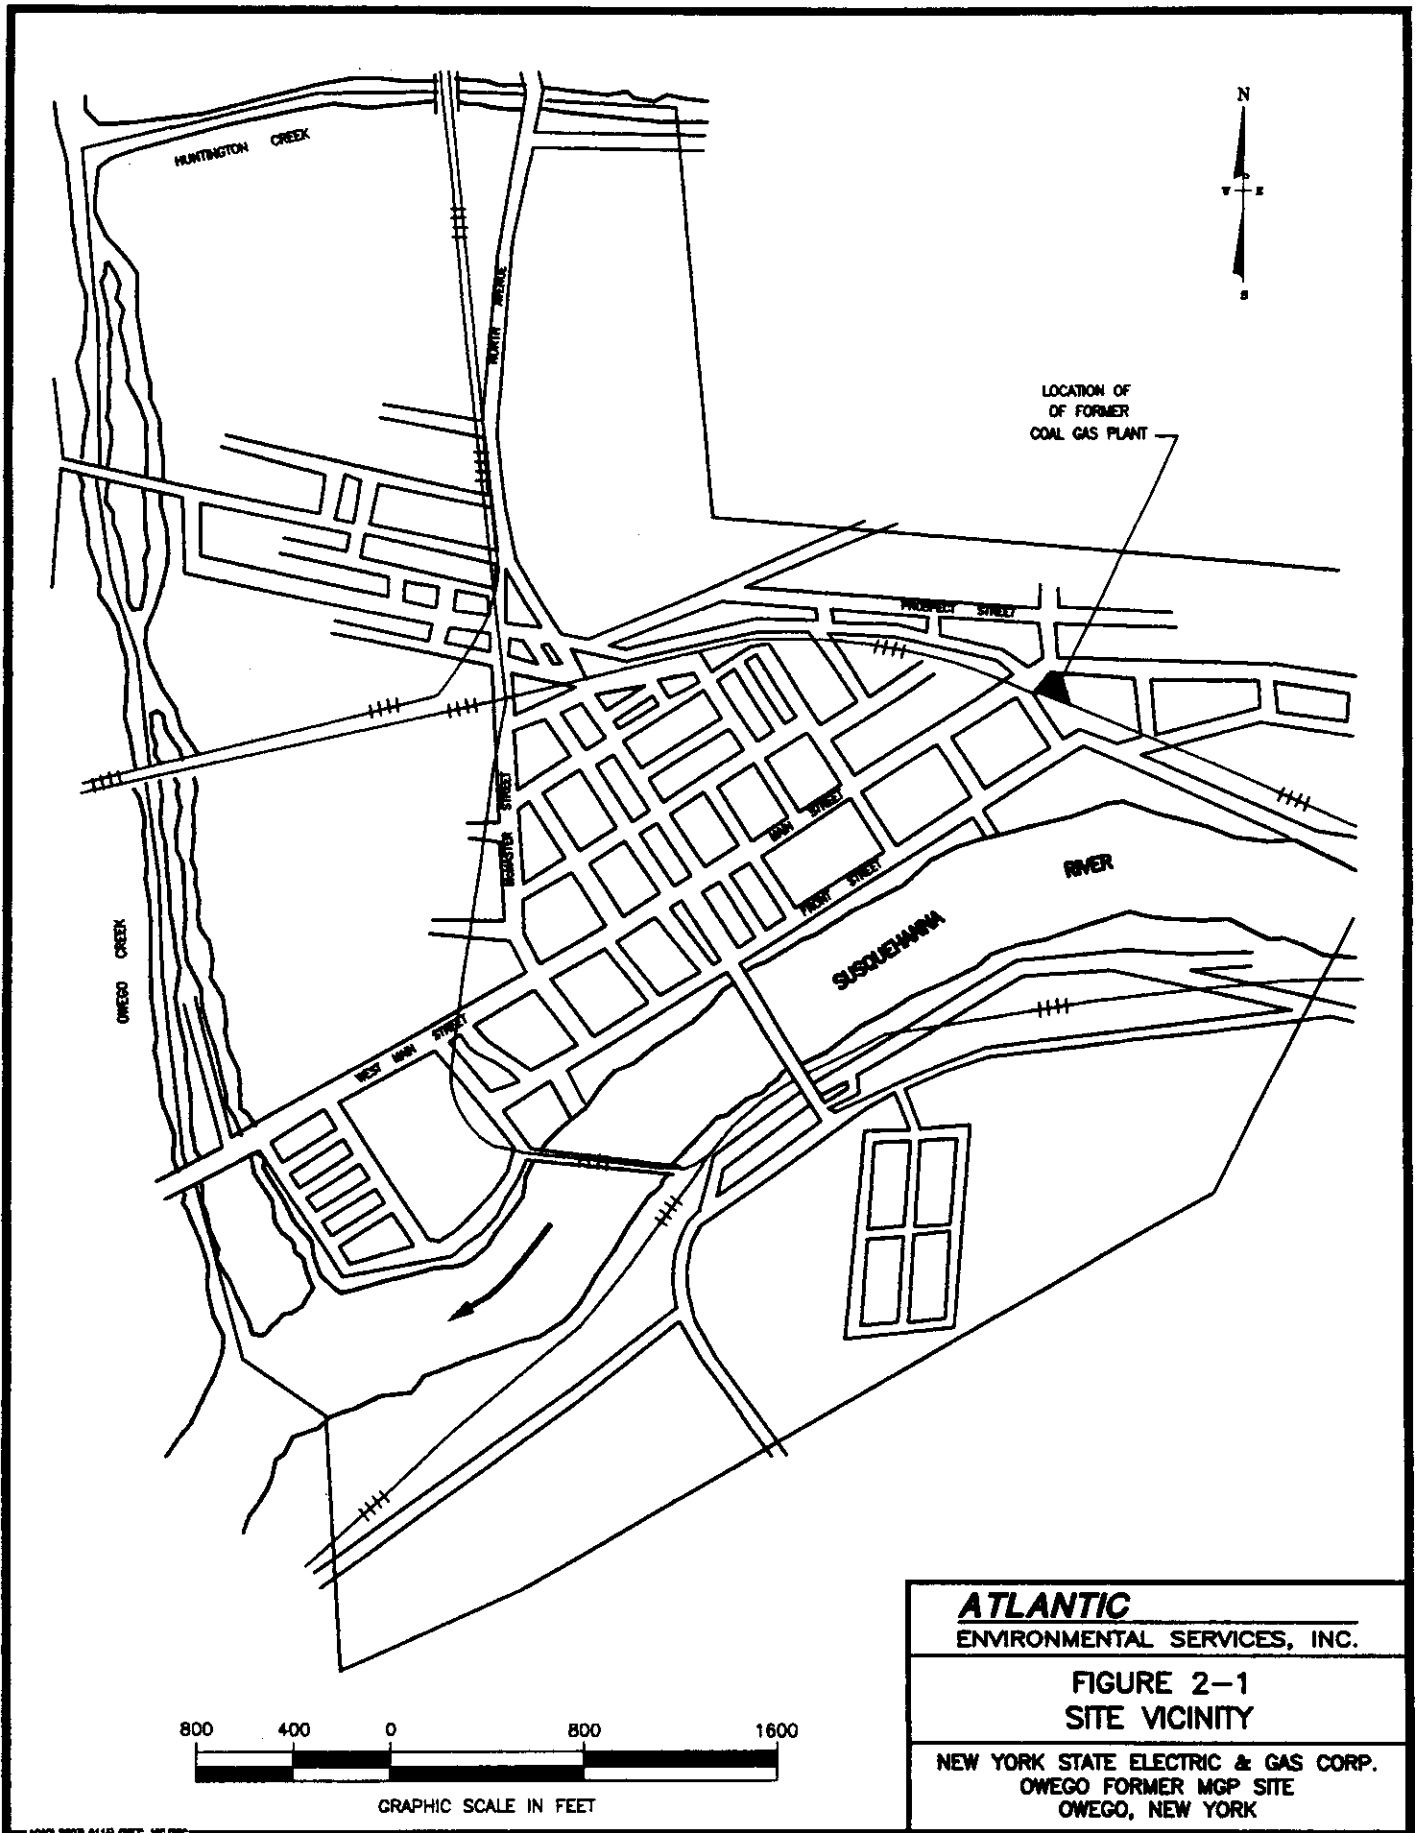 HUNTINGTON CREEK
N
W E
S
NORTH AVENUE
LOCATION OF
OF FORMER
COAL GAS PLANT
PROSPECT STREET
McMASTER STREET
MAIN STREET
FRONT STREET
RIVER
SUSQUEHANNA
OWEGO CREEK
WEST MAIN STREET
800 400 0 800 1600
GRAPHIC SCALE IN FEET
ATLANTIC
ENVIRONMENTAL SERVICES, INC.
FIGURE 2-1
SITE VICINITY
NEW YORK STATE ELECTRIC & GAS CORP.
OWEGO FORMER MGP SITE
OWEGO, NEW YORK